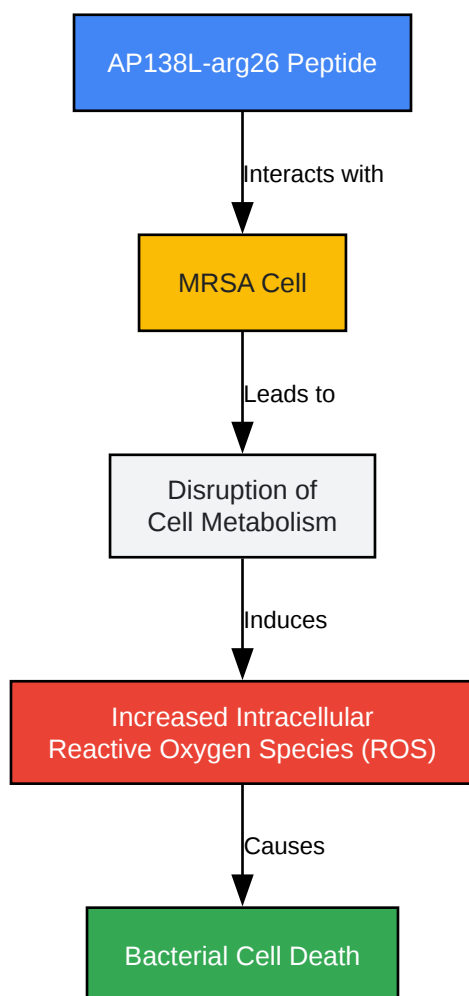 AP138L-arg26 Peptide
Interacts with
MRSA Cell
Leads to
Disruption of
Cell Metabolism
Induces
Increased Intracellular
Reactive Oxygen Species (ROS)
Causes
Bacterial Cell Death